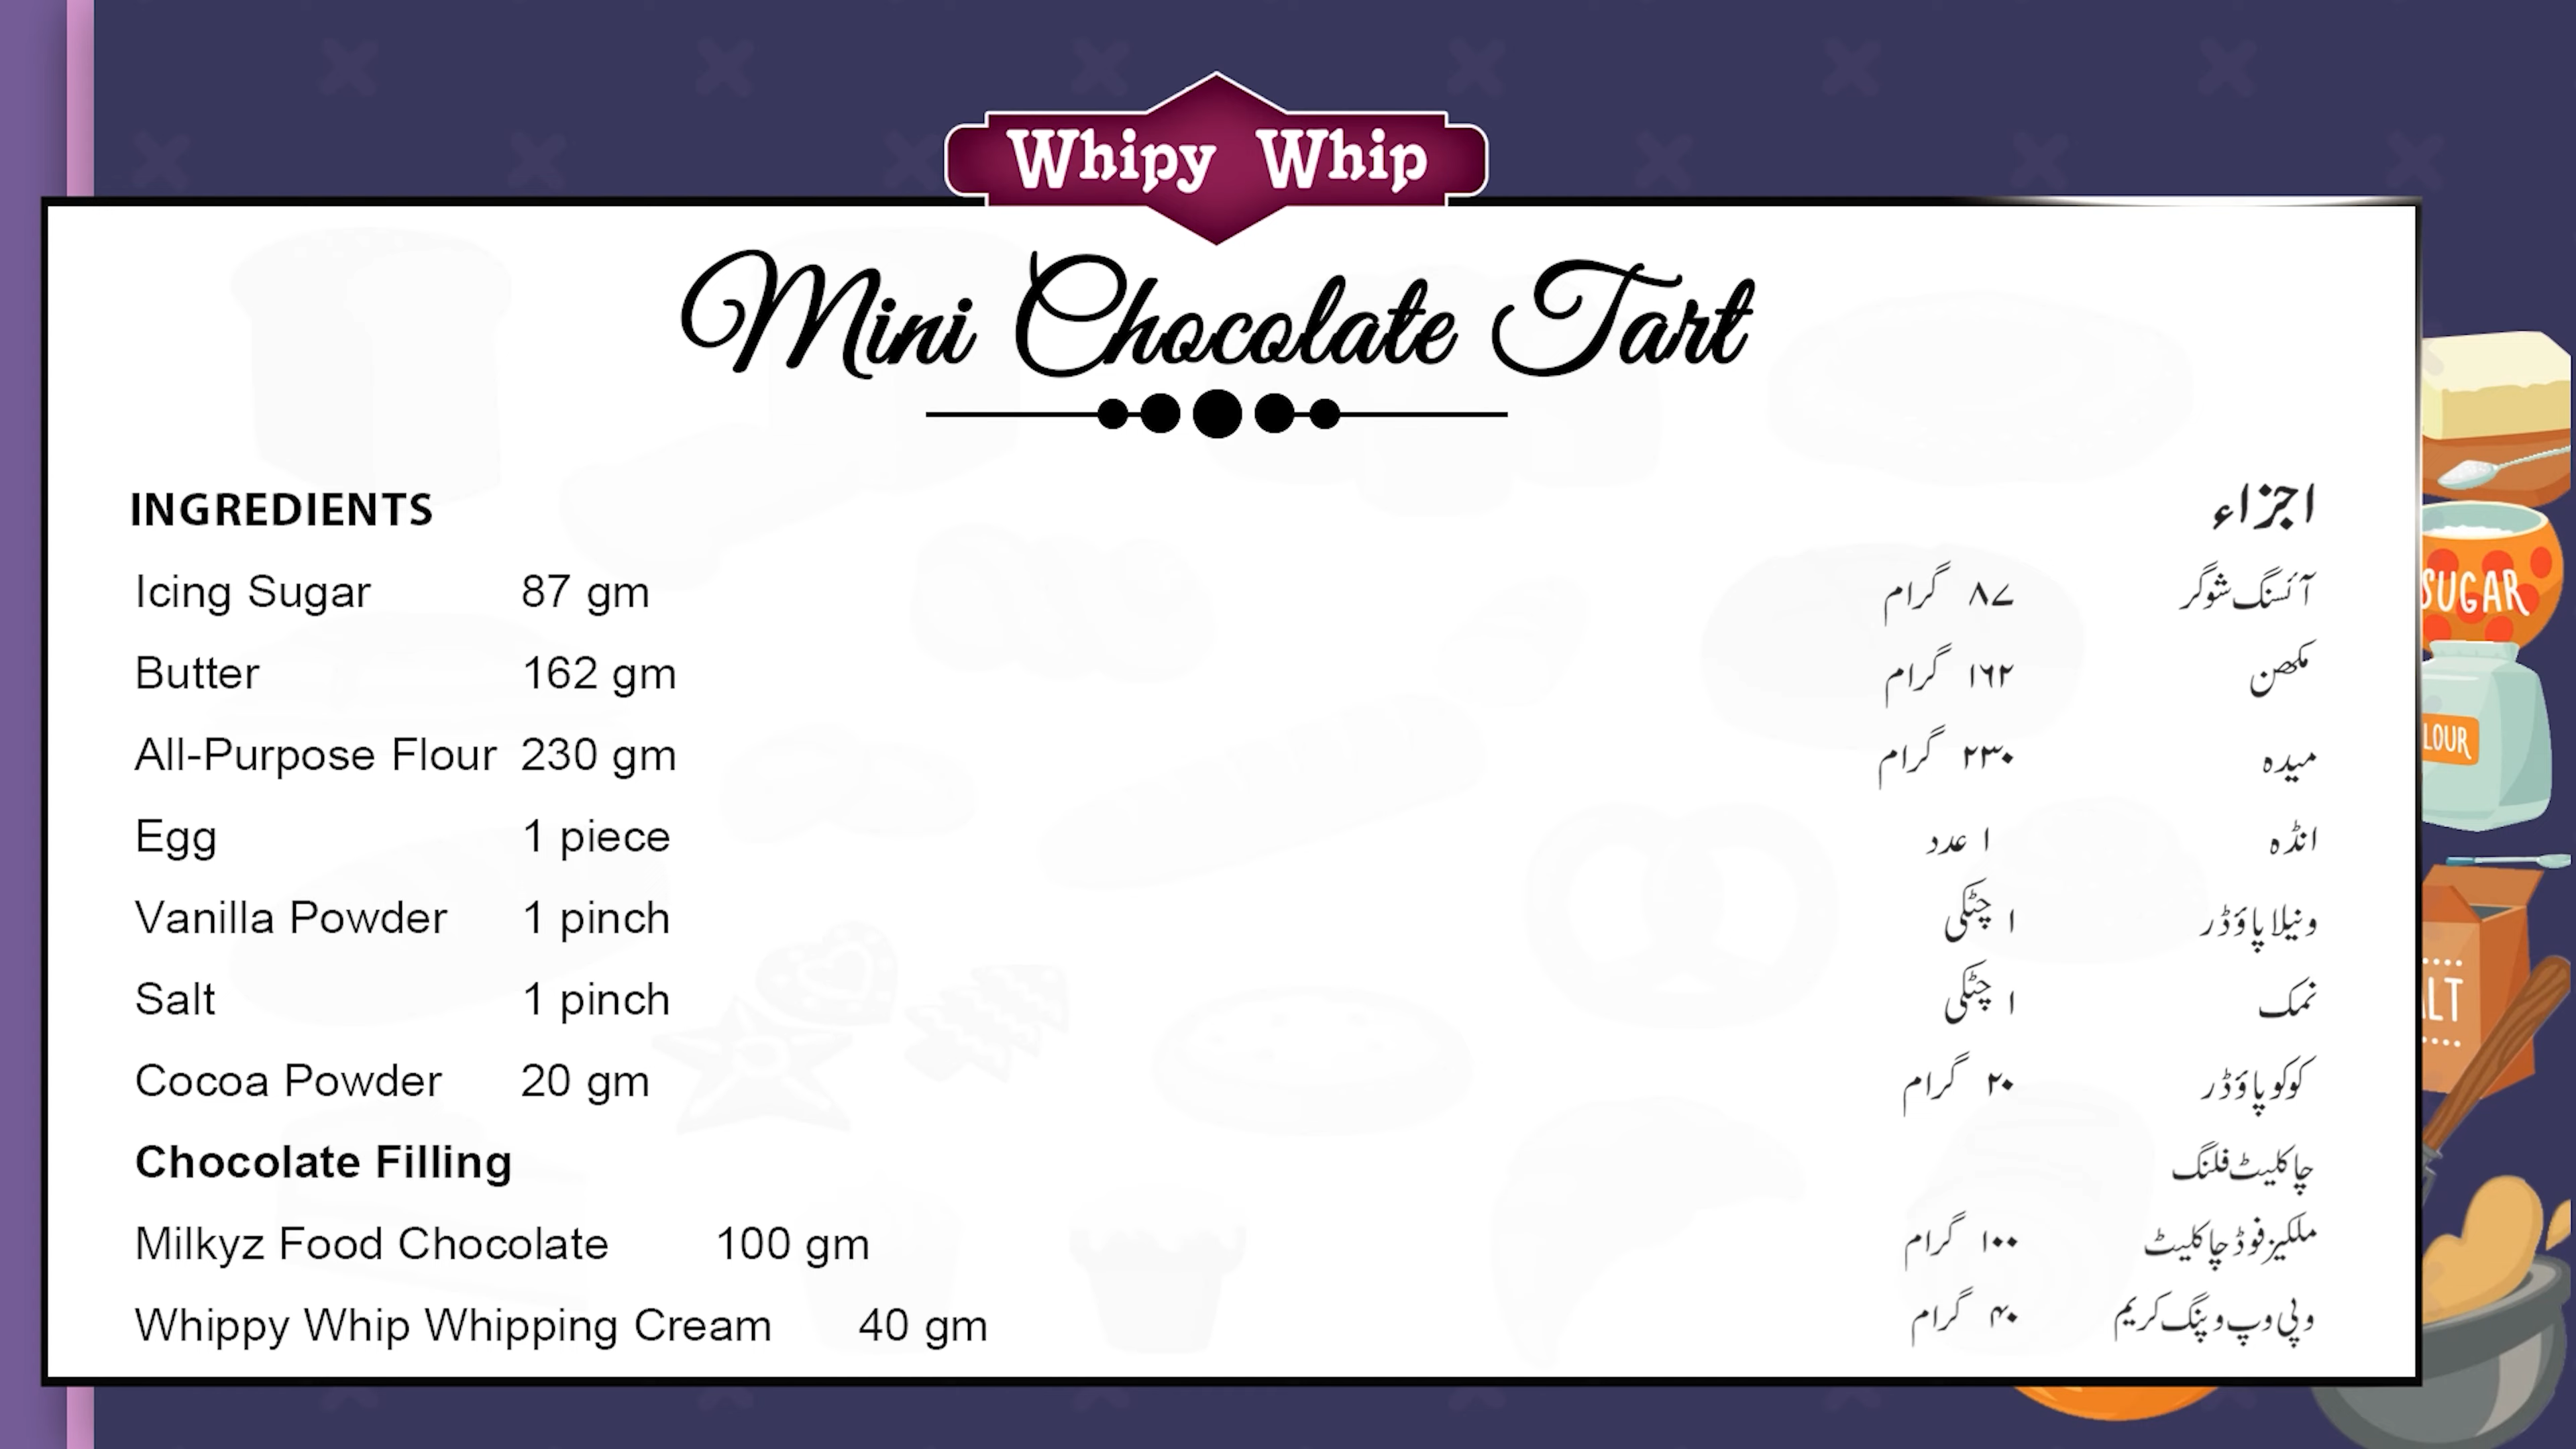 Whipy Whip
Mini Chocolate Tart
INGREDIENTS اجزاء
Icing Sugar 87 gm آئسنگ شوگر ۸۷ گرام
Butter 162 gm مکھن ۱۶۲ گرام
All-Purpose Flour 230 gm میدہ ۲۳۰ گرام
Egg 1 piece انڈہ ۱ عدد
Vanilla Powder 1 pinch ونیلا پاؤڈر ۱ چٹکی
Salt 1 pinch نمک ۱ چٹکی
Cocoa Powder 20 gm کوکو پاؤڈر ۲۰ گرام
Chocolate Filling چاکلیٹ فلنگ
Milkyz Food Chocolate 100 gm ملکیز فوڈ چاکلیٹ ۱۰۰ گرام
Whippy Whip Whipping Cream 40 gm وپی وپ وپنگ کریم ۴۰ گرام
SUGAR
LOUR
LT